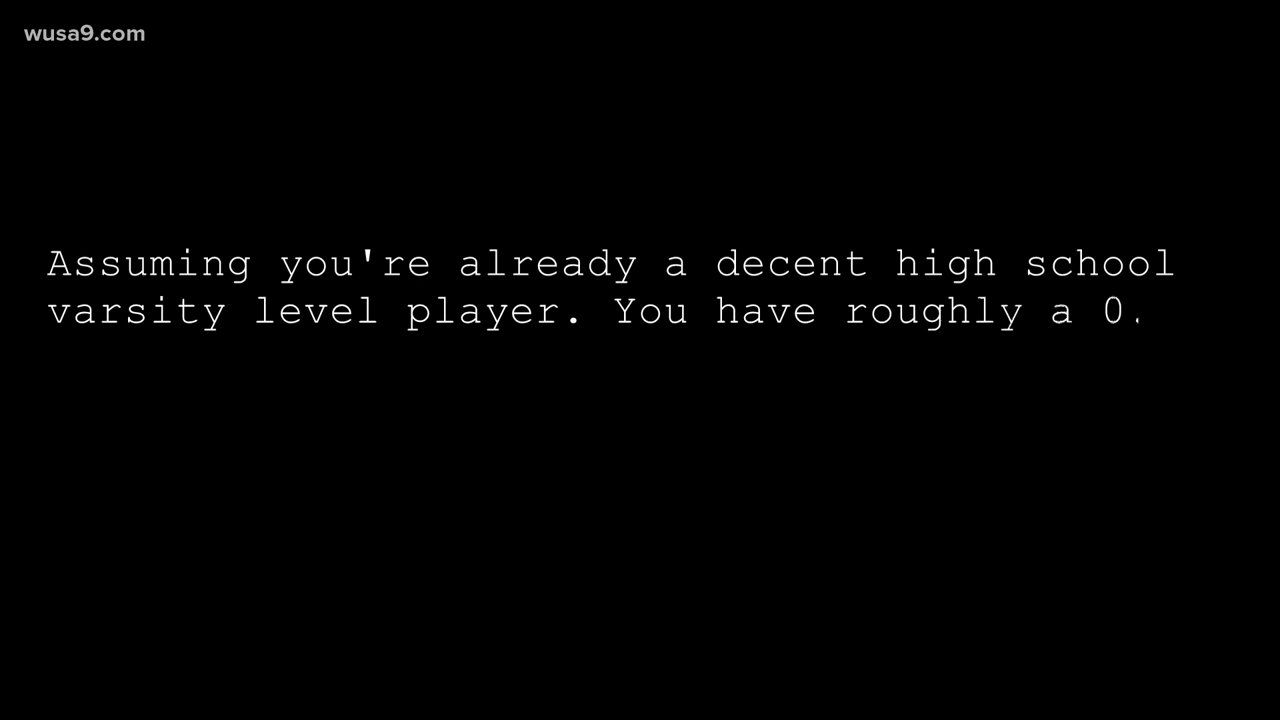 wusa9.com
Assuming you're already a decent high school
varsity level player. You have roughly a 0.